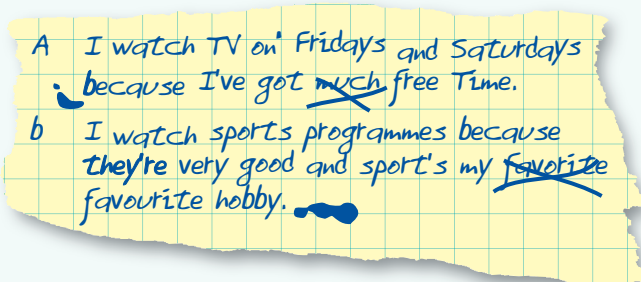 A I watch TV on Fridays and Saturdays
because I've got much free Time.
b I watch sports programmes because
they're very good and sport's my favorite
favourite hobby.